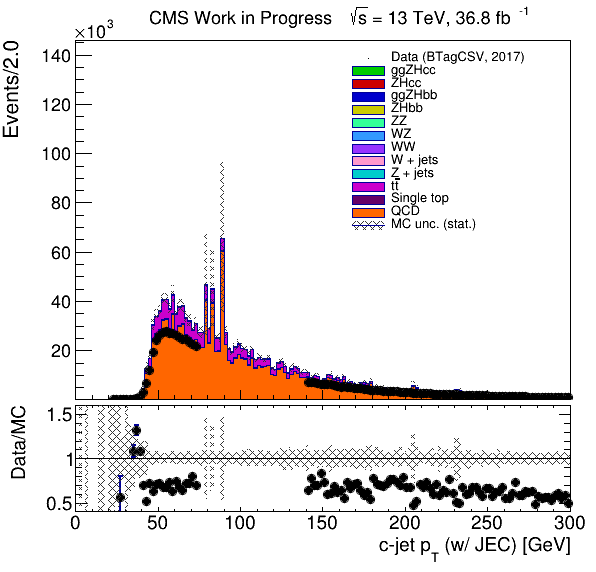 CMS Work in Progress √s = 13 TeV, 36.8 fb⁻¹
×10³
Events/2.0
140
120
100
80
60
40
20
Data (BTagCSV, 2017)
ggZHcc
ZHcc
ggZHbb
ZHbb
ZZ
WZ
WW
W + jets
Z + jets
tt̅
Single top
QCD
MC unc. (stat.)
Data/MC
1.5
1
0.5
0 50 100 150 200 250 300
c-jet p_T (w/ JEC) [GeV]